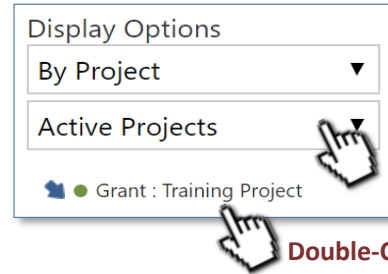 Display Options
By Project
Active Projects
Grant : Training Project